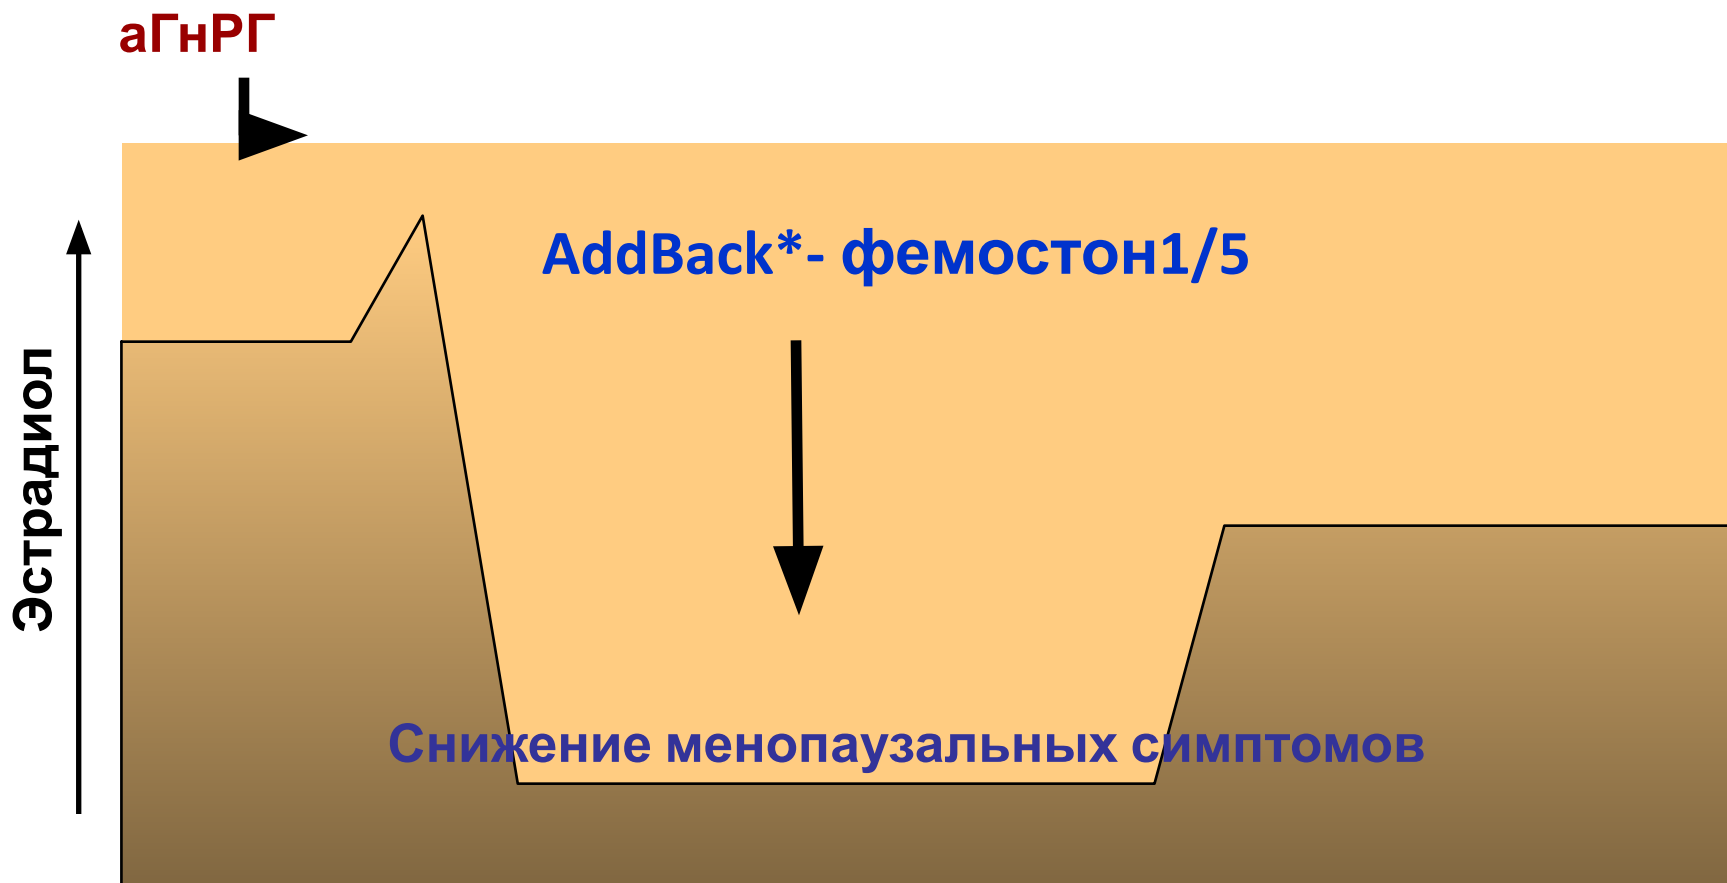 аГнРГ
AddBack*- фемостон1/5
Эстрадиол
Снижение менопаузальных симптомов